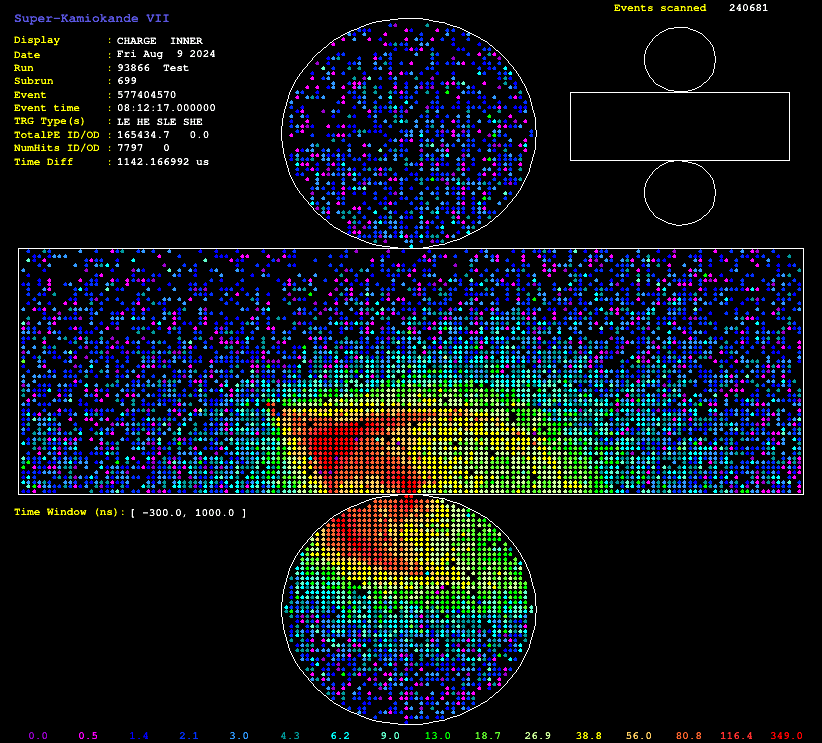 Super-Kamiokande VII
Events scanned 240681
Display : CHARGE INNER
Date : Fri Aug 9 2024
Run : 93866 Test
Subrun : 699
Event : 577404570
Event time : 08:12:17.000000
TRG Type(s) : LE HE SLE SHE
TotalPE ID/OD : 165434.7 0.0
NumHits ID/OD : 7797 0
Time Diff : 1142.166992 us
Time Window (ns): [ -300.0, 1000.0 ]
0.0 0.5 1.4 2.1 3.0 4.3 6.2 9.0 13.0 18.7 26.9 38.8 56.0 80.8 116.4 349.0